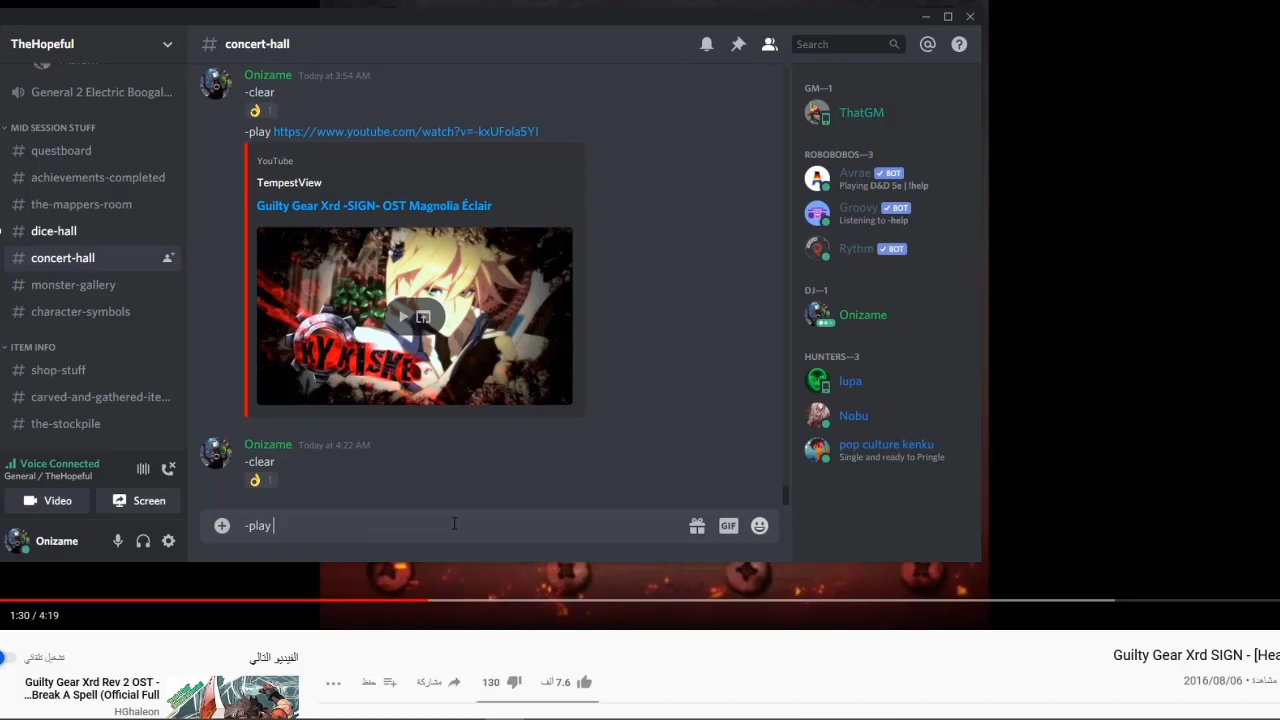 TheHopeful
General 2 Electric Boogal...
MID SESSION STUFF
questboard
achievements-completed
the-mappers-room
dice-hall
concert-hall
monster-gallery
character-symbols
ITEM INFO
shop-stuff
carved-and-gathered-ite...
the-stockpile
Voice Connected
General / TheHopeful
Video
Screen
Onizame
# concert-hall
Search
Onizame Today at 3:54 AM
-clear
1
-play https://www.youtube.com/watch?v=-kxUFola5YI
YouTube
TempestView
Guilty Gear Xrd -SIGN- OST Magnolia Éclair
KY KISKE
Onizame Today at 4:22 AM
-clear
1
-play
GIF
GM—1
ThatGM
ROBOBOBOS—3
Avrae BOT
Playing D&D 5e | !help
Groovy BOT
Listening to -help
Rythm BOT
DJ—1
Onizame
HUNTERS—3
lupa
Nobu
pop culture kenku
Single and ready to Pringle
1:30 / 4:19
الفيديو التالي
تشغيل تلقائي
Guilty Gear Xrd Rev 2 OST -
...Break A Spell (Official Full
HGhaleon
Guilty Gear Xrd SIGN - [Hea
مشاهدة • 2016/08/06
7.6 ألف
130
مشاركة
حفظ